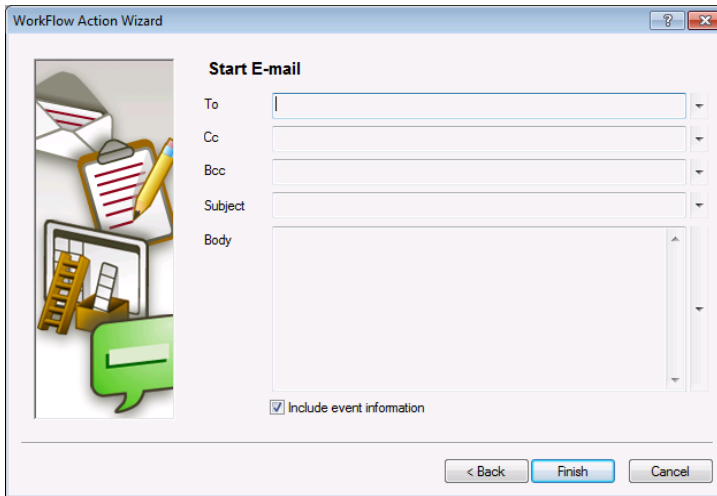 WorkFlow Action Wizard
Start E-mail
To
Cc
Bcc
Subject
Body
Include event information
< Back
Finish
Cancel